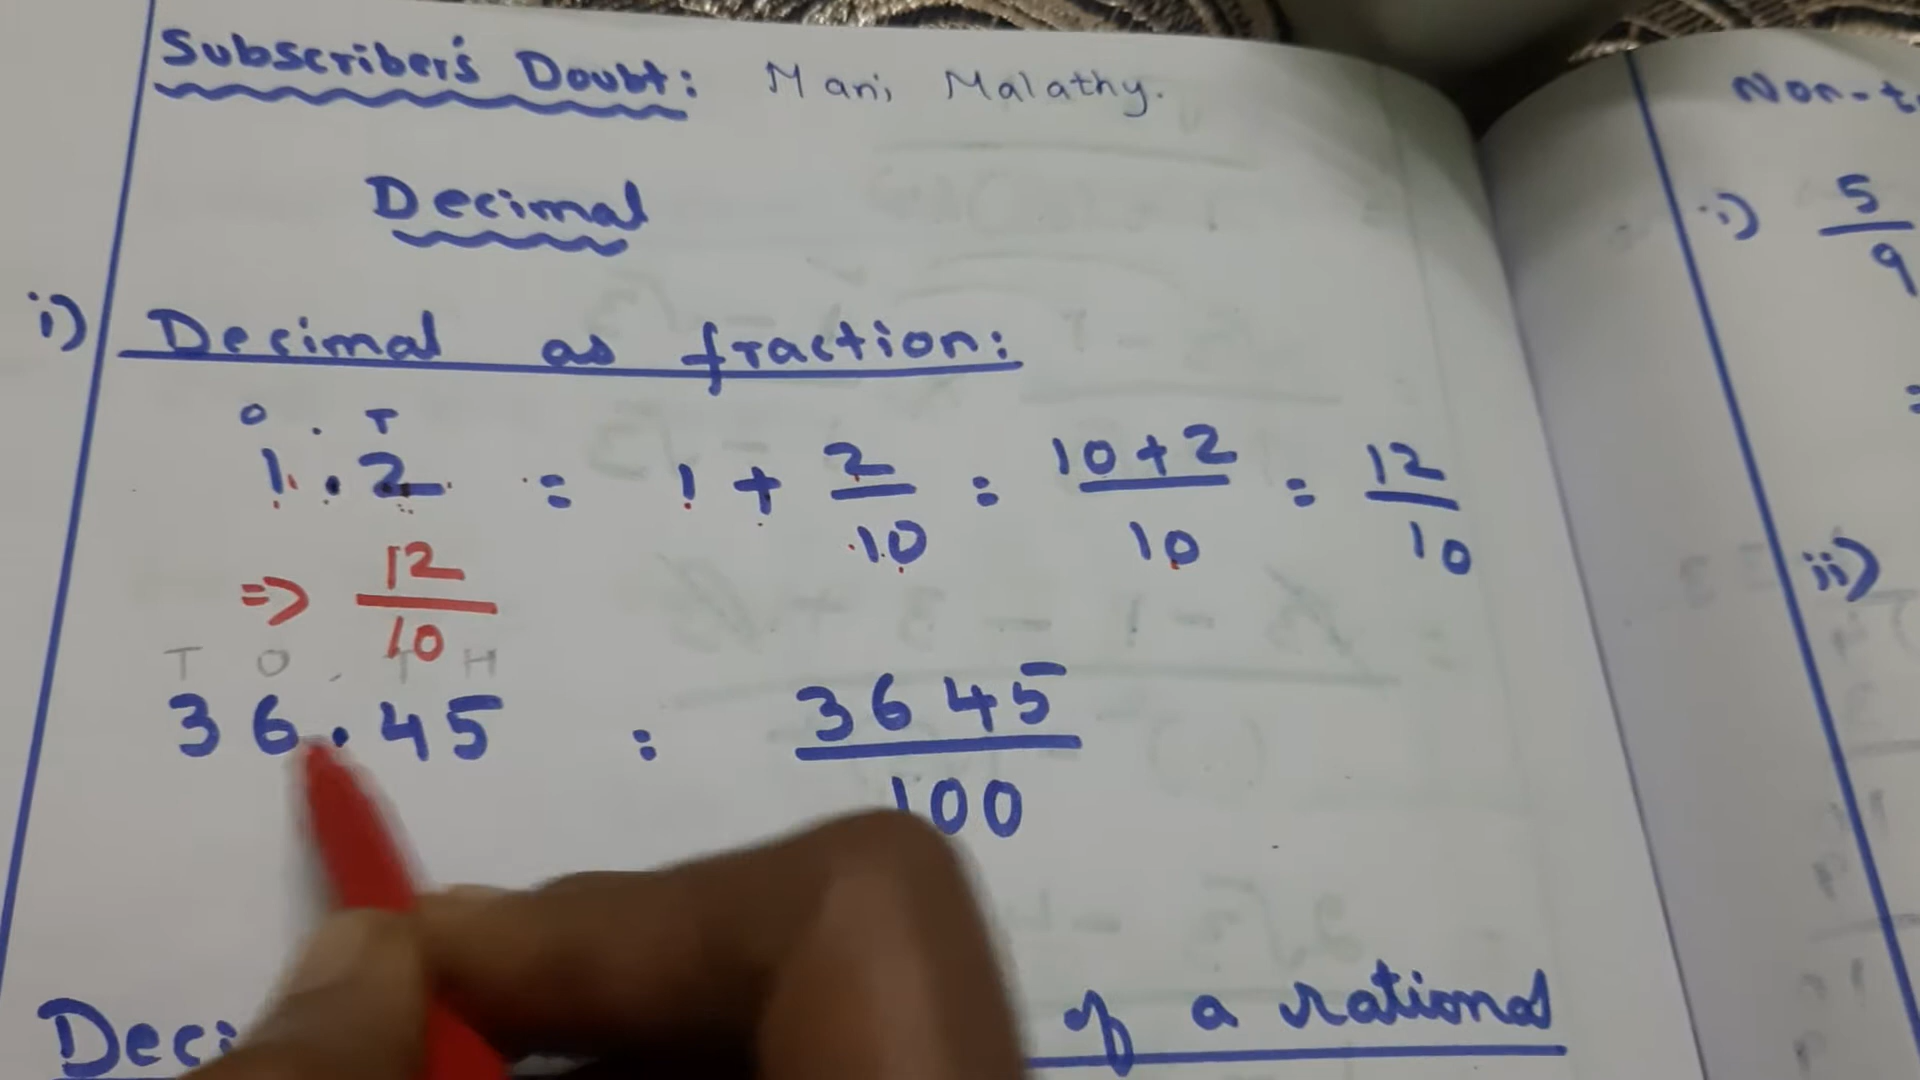 Subscriber's Doubt: Mani Malathy.
Decimal
i) Decimal as fraction:
O . T
1.2 = 1 + 2/10 = 10+2/10 = 12/10
=> 12/10
T O . T H
36.45 = 3645/100
of a rational
Non-t
i) 5/9
=
ii)